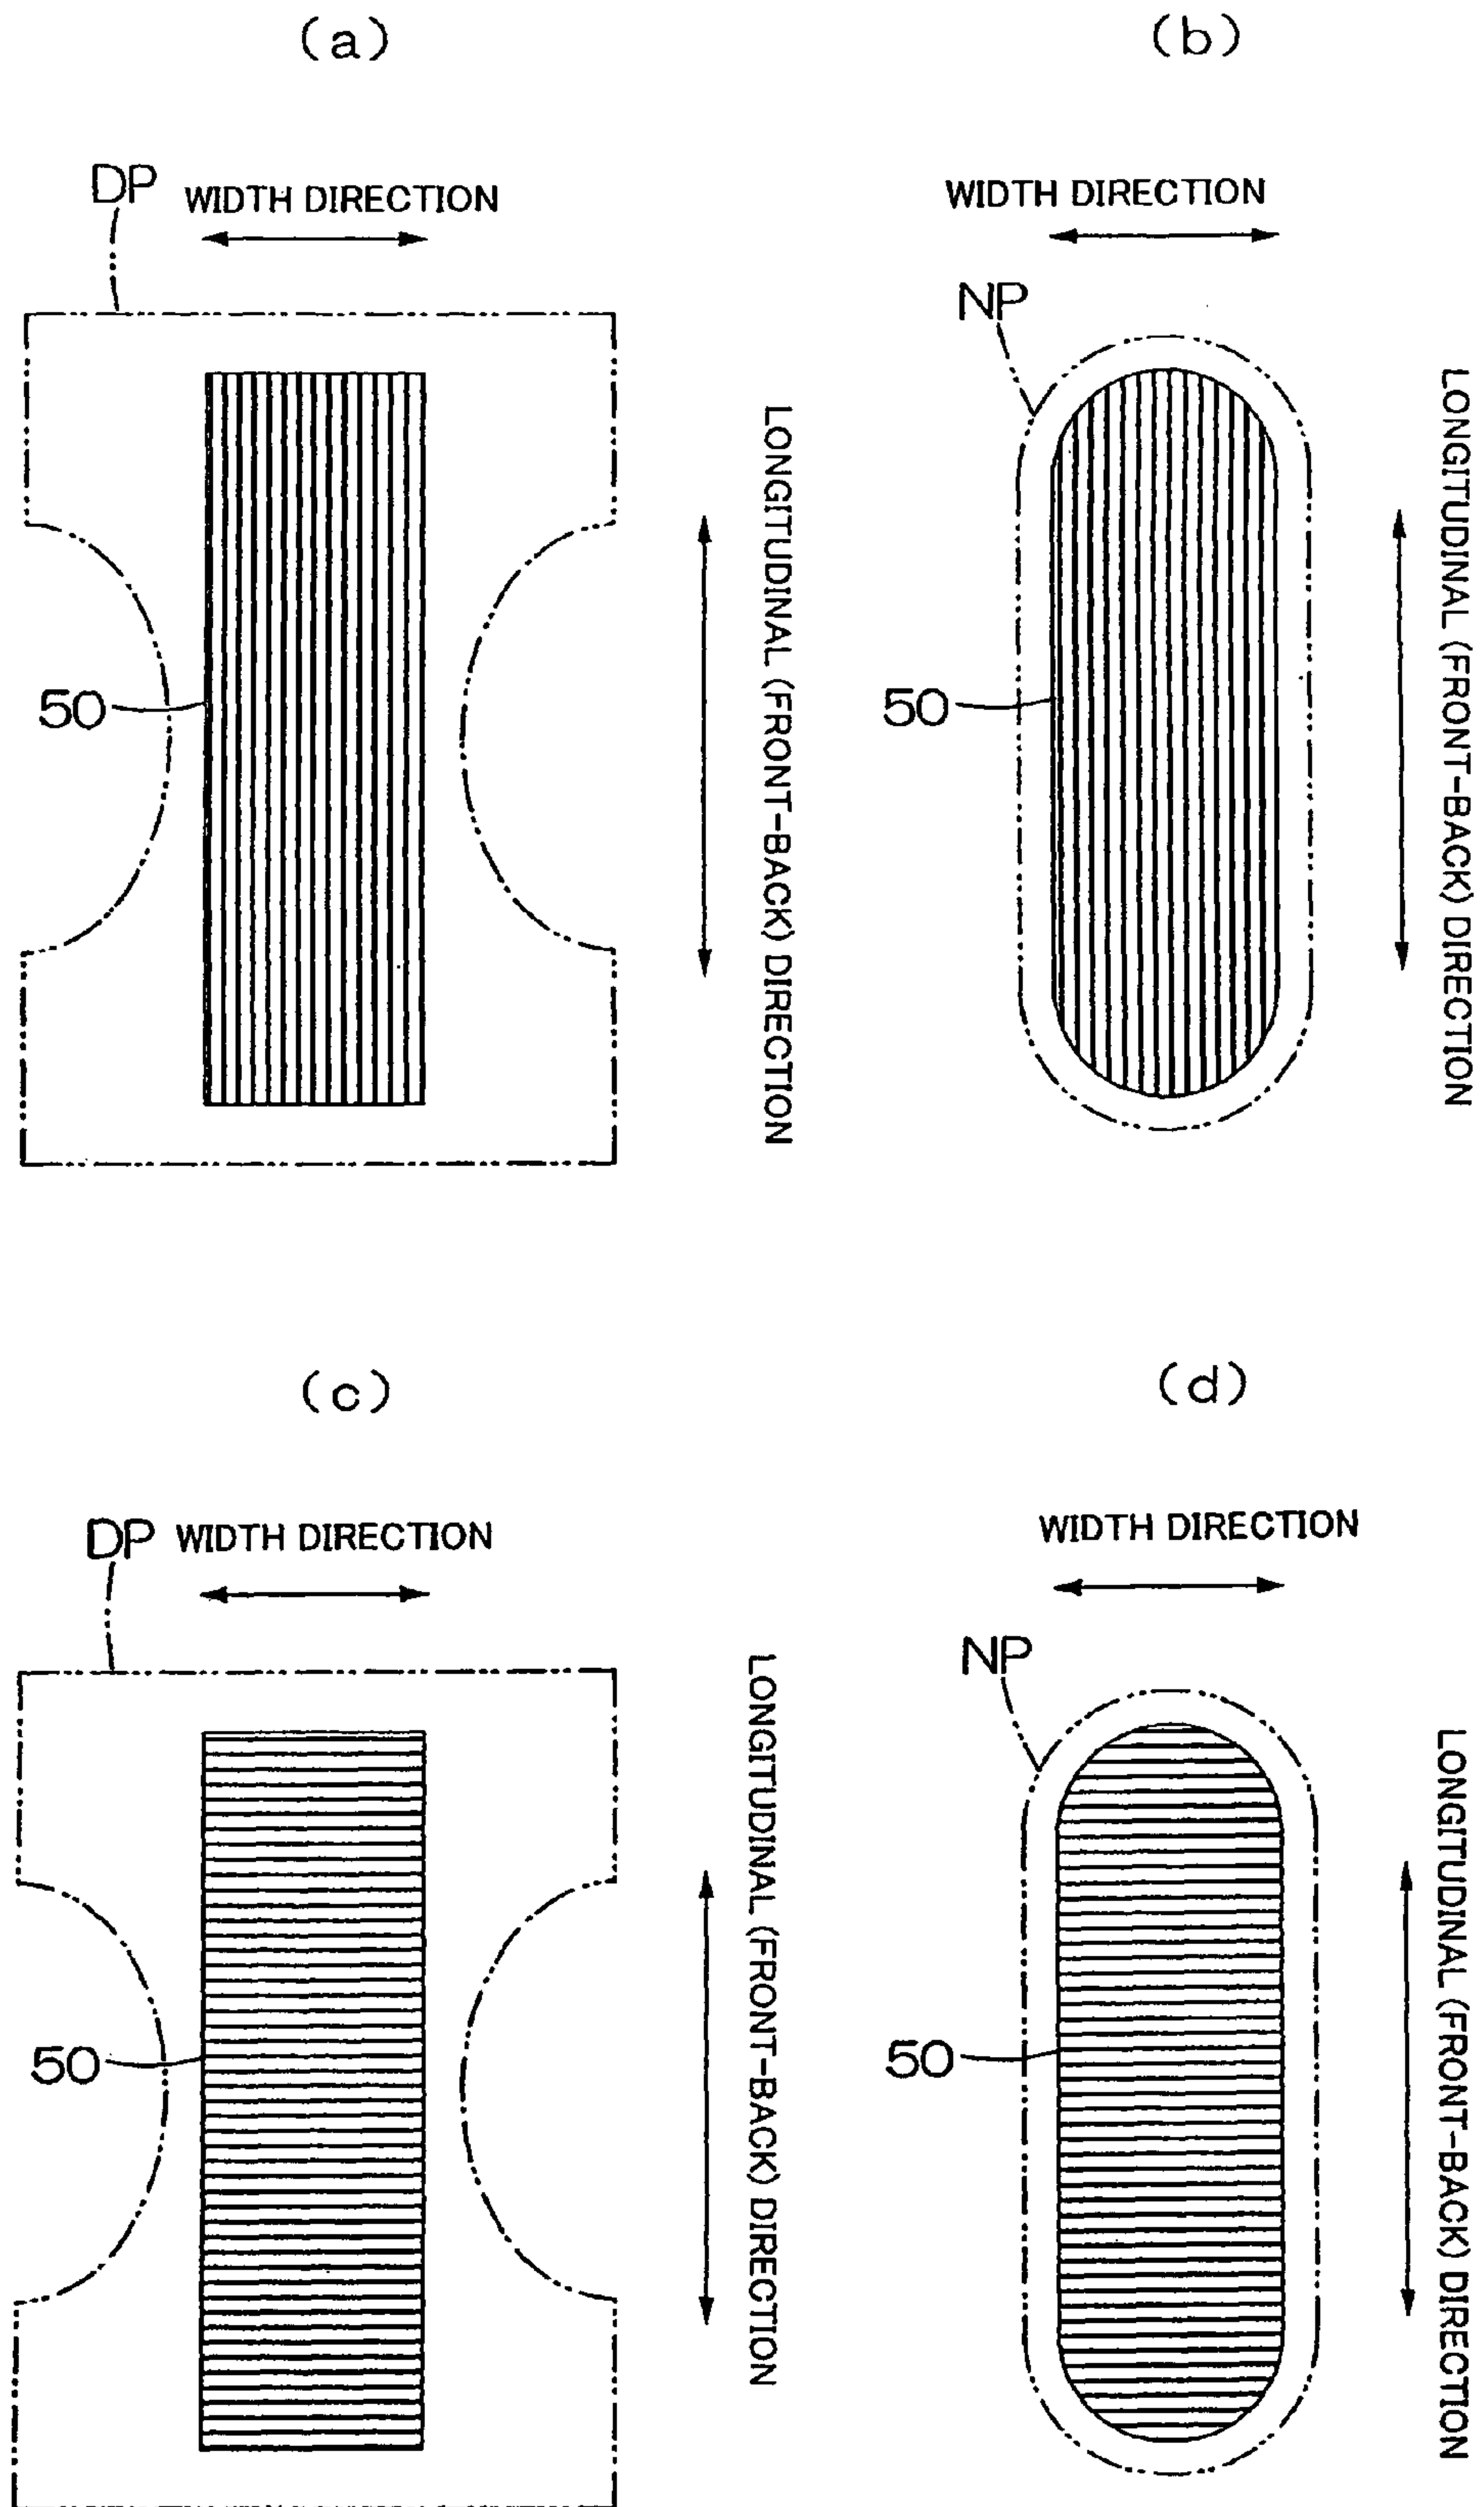 (a)
DP WIDTH DIRECTION
50
LONGITUDINAL (FRONT-BACK) DIRECTION
(b)
WIDTH DIRECTION
NP
50
LONGITUDINAL (FRONT-BACK) DIRECTION
(c)
DP WIDTH DIRECTION
50
LONGITUDINAL (FRONT-BACK) DIRECTION
(d)
WIDTH DIRECTION
NP
50
LONGITUDINAL (FRONT-BACK) DIRECTION